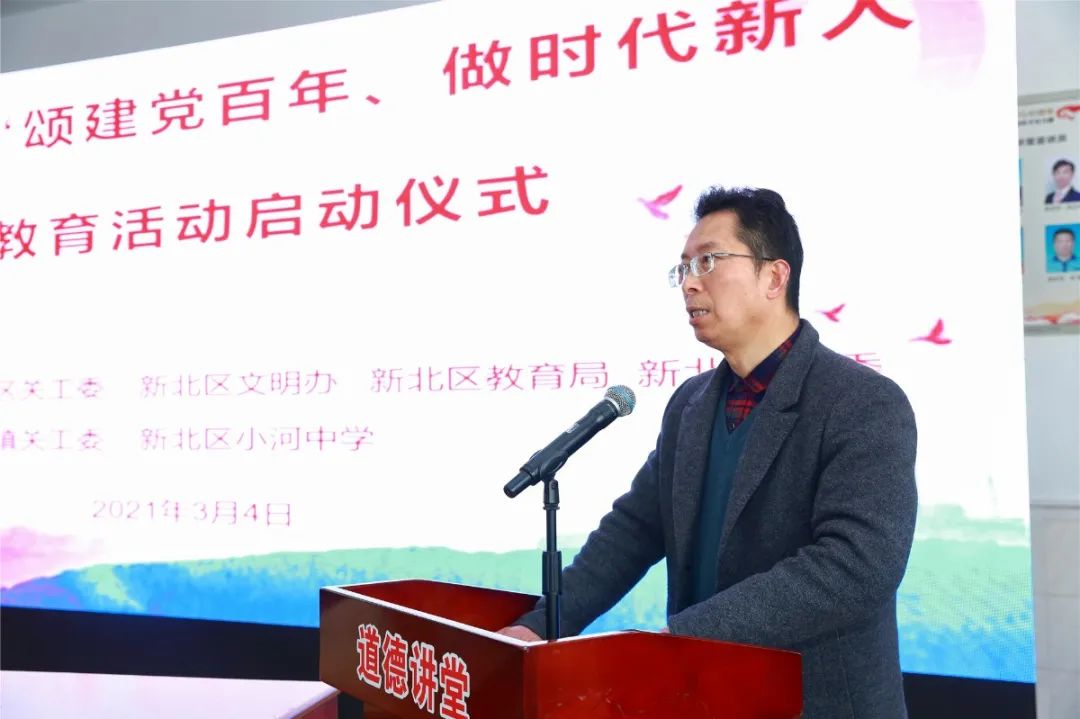 “颂建党百年、做时代新人
教育活动启动仪式
区关工委 新北区文明办 新北区教育局 新北
镇关工委 新北区小河中学
2021年3月4日
道德讲堂